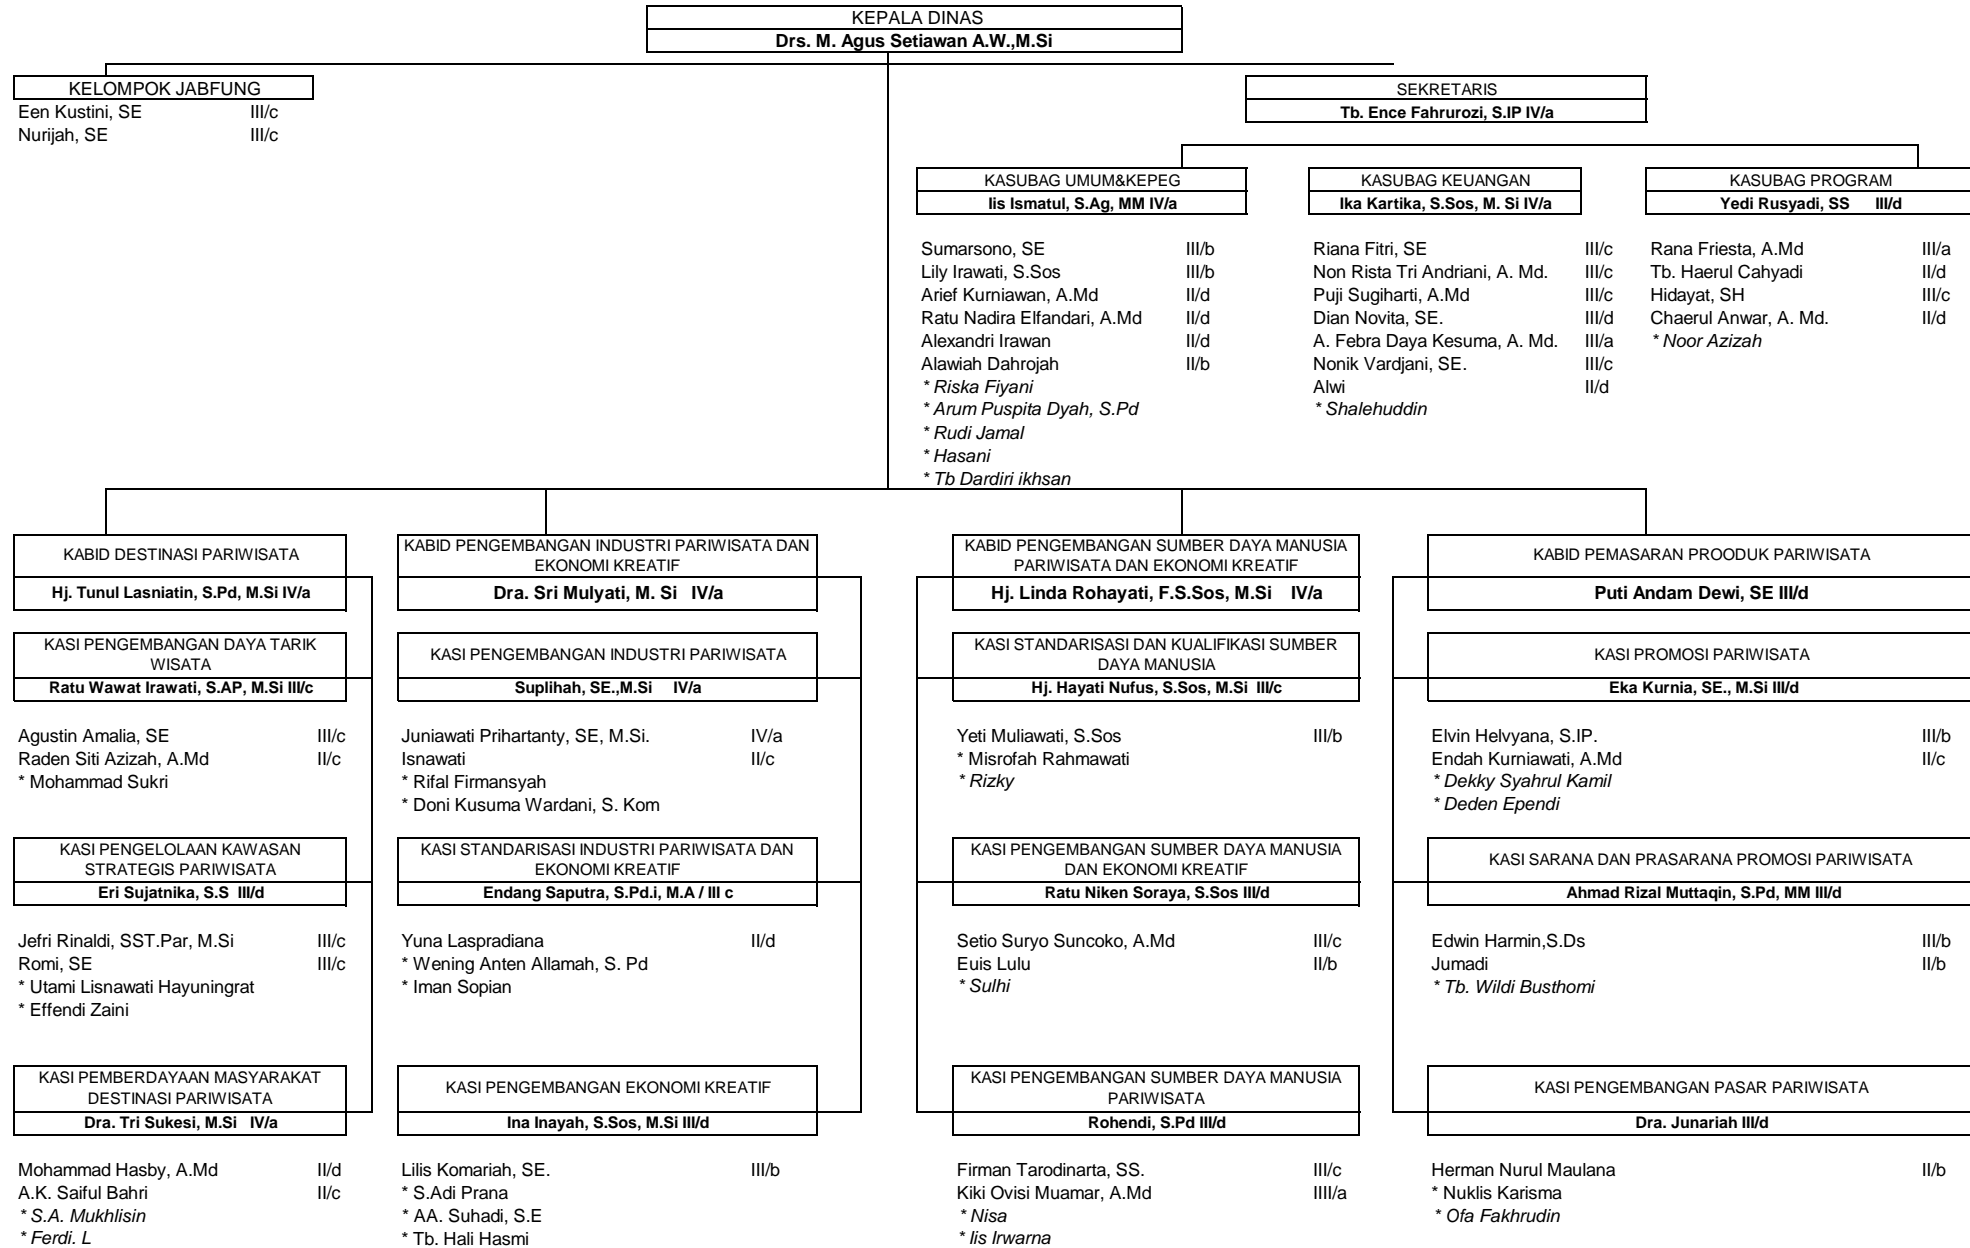 KEPALA DINAS
Drs. M. Agus Setiawan A.W.,M.Si
KELOMPOK JABFUNG
Een Kustini, SE III/c
Nurijah, SE III/c
SEKRETARIS
Tb. Ence Fahrurozi, S.IP IV/a
KASUBAG UMUM&KEPEG
Iis Ismatul, S.Ag, MM IV/a
Sumarsono, SE III/b
Lily Irawati, S.Sos III/b
Arief Kurniawan, A.Md II/d
Ratu Nadira Elfandari, A.Md II/d
Alexandri Irawan II/d
Alawiah Dahrojah II/b
* Riska Fiyani
* Arum Puspita Dyah, S.Pd
* Rudi Jamal
* Hasani
* Tb Dardiri ikhsan
KASUBAG KEUANGAN
Ika Kartika, S.Sos, M. Si IV/a
Riana Fitri, SE III/c
Non Rista Tri Andriani, A. Md. III/c
Puji Sugiharti, A.Md III/c
Dian Novita, SE. III/d
A. Febra Daya Kesuma, A. Md. III/a
Nonik Vardjani, SE. III/c
Alwi II/d
* Shalehuddin
KASUBAG PROGRAM
Yedi Rusyadi, SS III/d
Rana Friesta, A.Md III/a
Tb. Haerul Cahyadi II/d
Hidayat, SH III/c
Chaerul Anwar, A. Md. II/d
* Noor Azizah
KABID DESTINASI PARIWISATA
Hj. Tunul Lasniatin, S.Pd, M.Si IV/a
KASI PENGEMBANGAN DAYA TARIK
WISATA
Ratu Wawat Irawati, S.AP, M.Si III/c
Agustin Amalia, SE III/c
Raden Siti Azizah, A.Md II/c
* Mohammad Sukri
KASI PENGELOLAAN KAWASAN
STRATEGIS PARIWISATA
Eri Sujatnika, S.S III/d
Jefri Rinaldi, SST.Par, M.Si III/c
Romi, SE III/c
* Utami Lisnawati Hayuningrat
* Effendi Zaini
KASI PEMBERDAYAAN MASYARAKAT
DESTINASI PARIWISATA
Dra. Tri Sukesi, M.Si IV/a
Mohammad Hasby, A.Md II/d
A.K. Saiful Bahri II/c
* S.A. Mukhlisin
* Ferdi. L
KABID PENGEMBANGAN INDUSTRI PARIWISATA DAN
EKONOMI KREATIF
Dra. Sri Mulyati, M. Si IV/a
KASI PENGEMBANGAN INDUSTRI PARIWISATA
Suplihah, SE.,M.Si IV/a
Juniawati Prihartanty, SE, M.Si. IV/a
Isnawati II/c
* Rifal Firmansyah
* Doni Kusuma Wardani, S. Kom
KASI STANDARISASI INDUSTRI PARIWISATA DAN
EKONOMI KREATIF
Endang Saputra, S.Pd.i, M.A / III c
Yuna Laspradiana II/d
* Wening Anten Allamah, S. Pd
* Iman Sopian
KASI PENGEMBANGAN EKONOMI KREATIF
Ina Inayah, S.Sos, M.Si III/d
Lilis Komariah, SE. III/b
* S.Adi Prana
* AA. Suhadi, S.E
* Tb. Hali Hasmi
KABID PENGEMBANGAN SUMBER DAYA MANUSIA
PARIWISATA DAN EKONOMI KREATIF
Hj. Linda Rohayati, F.S.Sos, M.Si IV/a
KASI STANDARISASI DAN KUALIFIKASI SUMBER
DAYA MANUSIA
Hj. Hayati Nufus, S.Sos, M.Si III/c
Yeti Muliawati, S.Sos III/b
* Misrofah Rahmawati
* Rizky
KASI PENGEMBANGAN SUMBER DAYA MANUSIA
DAN EKONOMI KREATIF
Ratu Niken Soraya, S.Sos III/d
Setio Suryo Suncoko, A.Md III/c
Euis Lulu II/b
* Sulhi
KASI PENGEMBANGAN SUMBER DAYA MANUSIA
PARIWISATA
Rohendi, S.Pd III/d
Firman Tarodinarta, SS. III/c
Kiki Ovisi Muamar, A.Md IIII/a
* Nisa
* Iis Irwarna
KABID PEMASARAN PROODUK PARIWISATA
Puti Andam Dewi, SE III/d
KASI PROMOSI PARIWISATA
Eka Kurnia, SE., M.Si III/d
Elvin Helvyana, S.IP. III/b
Endah Kurniawati, A.Md II/c
* Dekky Syahrul Kamil
* Deden Ependi
KASI SARANA DAN PRASARANA PROMOSI PARIWISATA
Ahmad Rizal Muttaqin, S.Pd, MM III/d
Edwin Harmin,S.Ds III/b
Jumadi II/b
* Tb. Wildi Busthomi
KASI PENGEMBANGAN PASAR PARIWISATA
Dra. Junariah III/d
Herman Nurul Maulana II/b
* Nuklis Karisma
* Ofa Fakhrudin